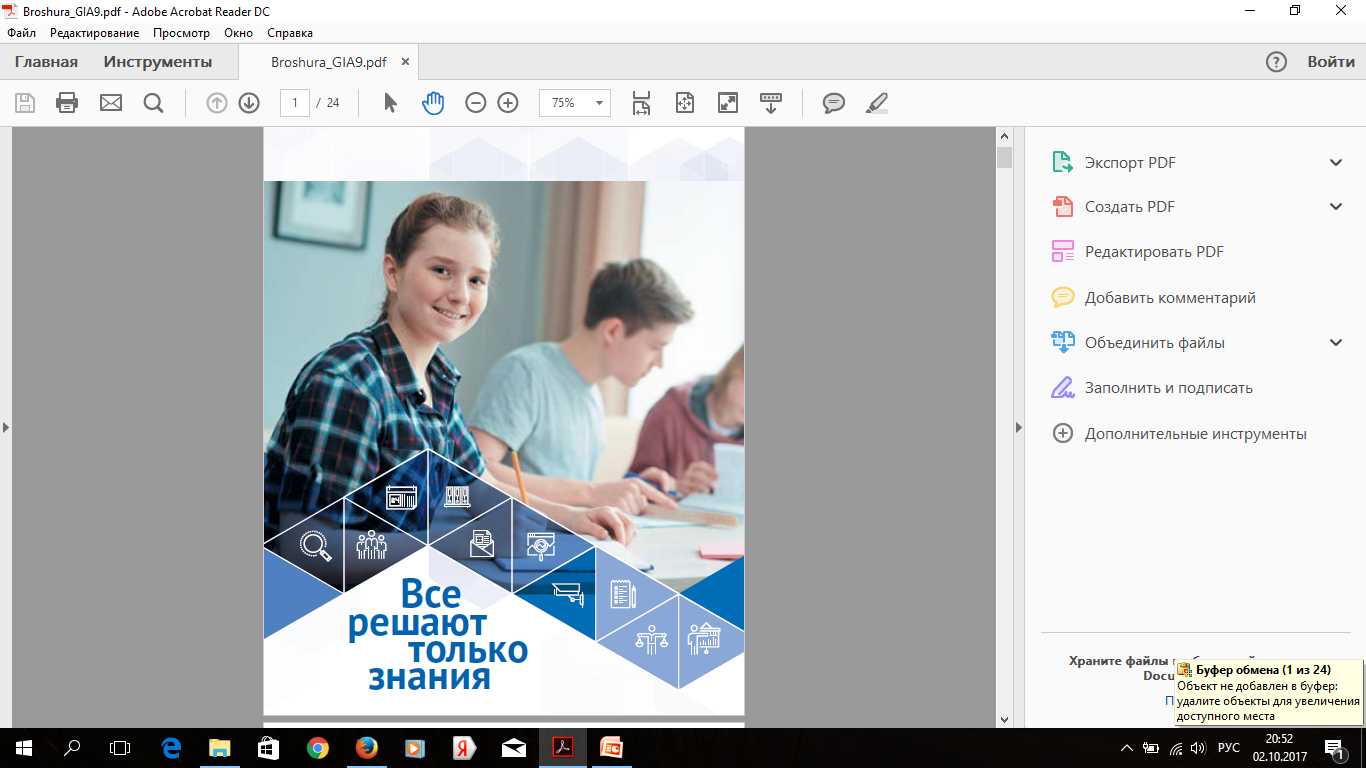 Broshura_GIA9.pdf - Adobe Acrobat Reader DC
Файл Редактирование Просмотр Окно Справка
Главная Инструменты Broshura_GIA9.pdf × ? Войти
1 / 24 75%
Экспорт PDF
Создать PDF
Редактировать PDF
Добавить комментарий
Объединить файлы
Заполнить и подписать
Дополнительные инструменты
Все
решают
только
знания
Храните файлы
Docu
Буфер обмена (1 из 24)
Объект не добавлен в буфер:
удалите объекты для увеличения
доступного места
РУС
20:52
02.10.2017
1